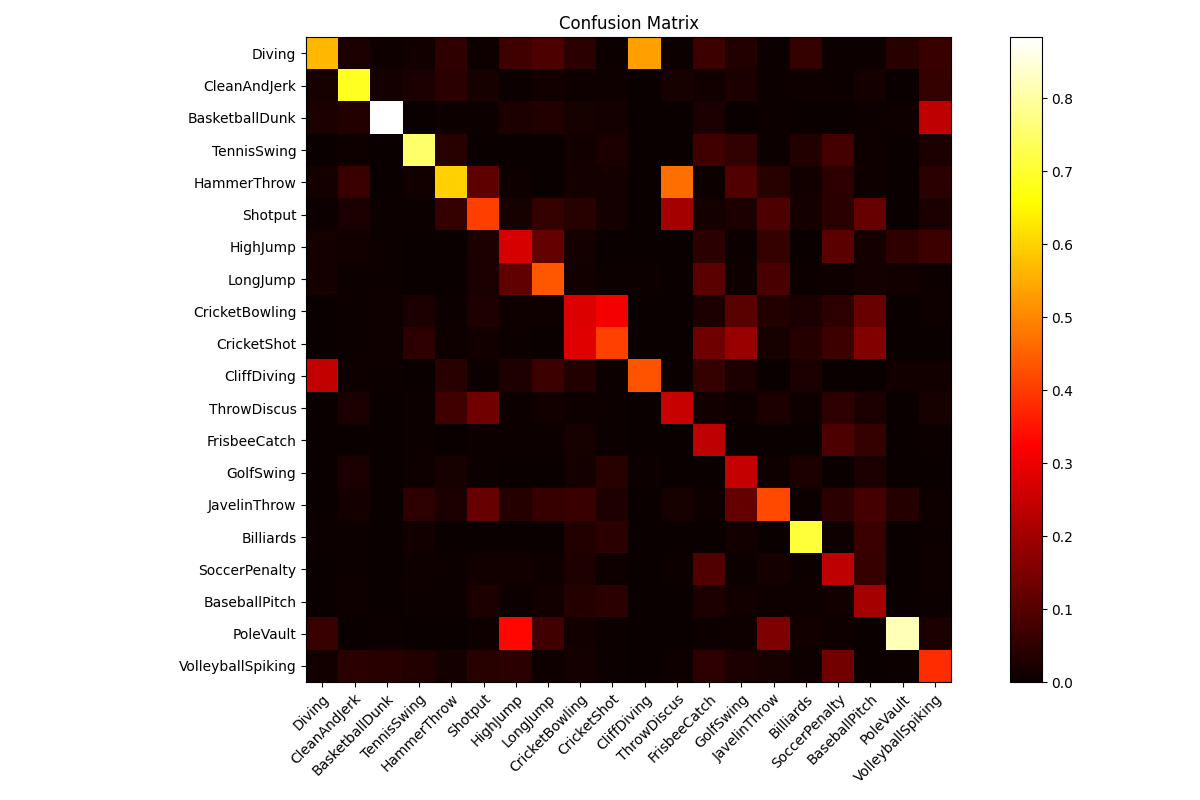 Confusion Matrix
Diving
CleanAndJerk
BasketballDunk
TennisSwing
HammerThrow
Shotput
HighJump
LongJump
CricketBowling
CricketShot
CliffDiving
ThrowDiscus
FrisbeeCatch
GolfSwing
JavelinThrow
Billiards
SoccerPenalty
BaseballPitch
PoleVault
VolleyballSpiking
Diving
CleanAndJerk
BasketballDunk
TennisSwing
HammerThrow
Shotput
HighJump
LongJump
CricketBowling
CricketShot
CliffDiving
ThrowDiscus
FrisbeeCatch
GolfSwing
JavelinThrow
Billiards
SoccerPenalty
BaseballPitch
PoleVault
VolleyballSpiking
0.8
0.7
0.6
0.5
0.4
0.3
0.2
0.1
0.0